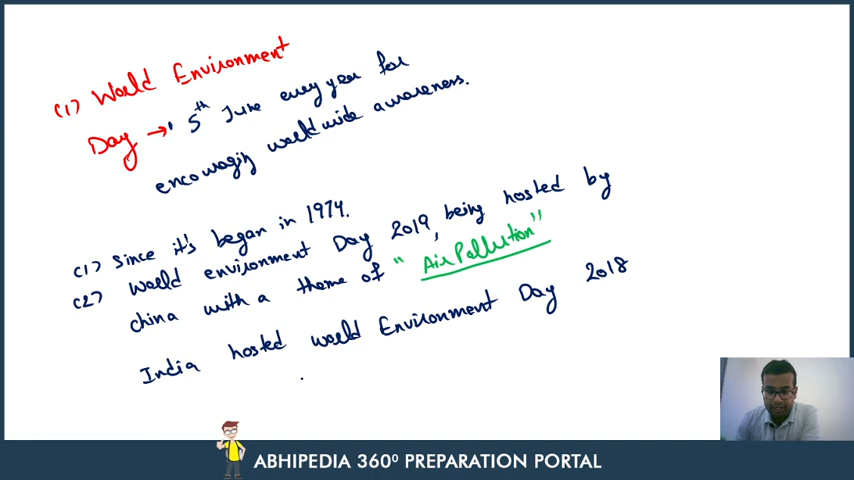 (1) World Environment
Day → • 5th June every year for
encouraging worldwide awareness.
(1) Since it's began in 1974.
(2) World environment Day 2019, being hosted by
china with a theme of "Air Pollution"
India hosted world Environment Day 2018
ABHIPEDIA 360° PREPARATION PORTAL